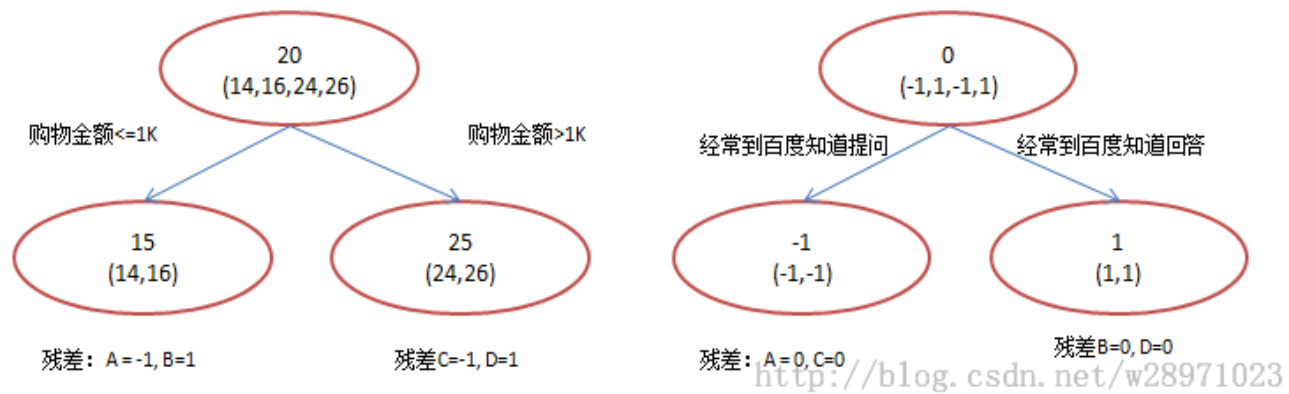 20
(14,16,24,26)
购物金额<=1K
购物金额>1K
15
(14,16)
25
(24,26)
残差：A = -1, B=1
残差C=-1, D=1
0
(-1,1,-1,1)
经常到百度知道提问
经常到百度知道回答
-1
(-1,-1)
1
(1,1)
残差：A = 0, C=0
残差B=0, D=0
http://blog.csdn.net/w28971023